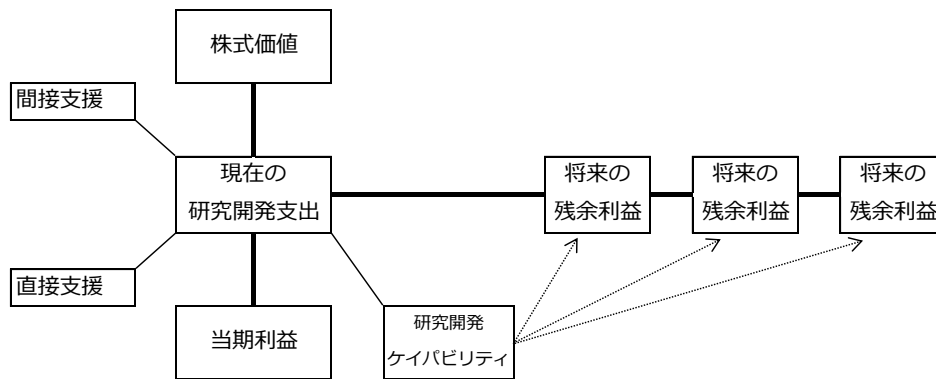 株式価値
間接支援
現在の
研究開発支出
将来の
残余利益
将来の
残余利益
将来の
残余利益
直接支援
当期利益
研究開発
ケイパビリティ